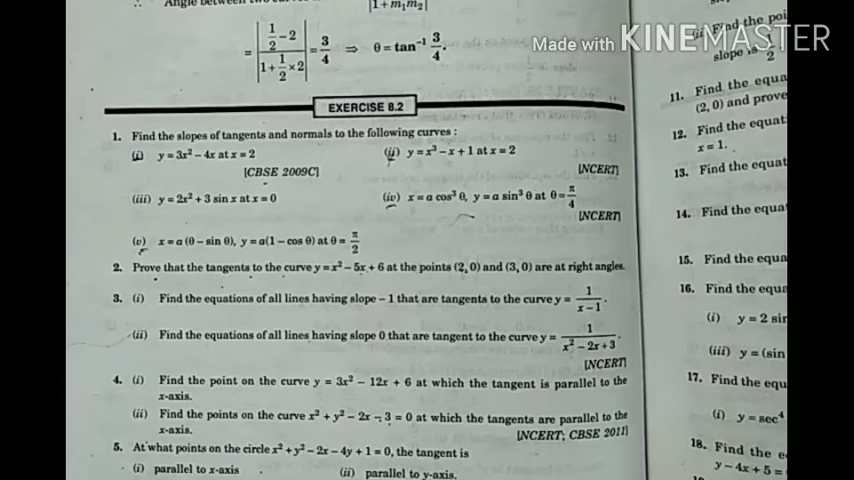 |1 + m₁m₂|
= | (1/2 − 2) / (1 + 1/2 × 2) | = 3/4 ⇒ θ = tan⁻¹ 3/4.
Made with KINEMASTER
EXERCISE 8.2
1. Find the slopes of tangents and normals to the following curves :
(i) y = 3x² − 4x at x = 2
[CBSE 2009C]
(ii) y = x³ − x + 1 at x = 2
[NCERT]
(iii) y = 2x² + 3 sin x at x = 0
(iv) x = a cos³ θ, y = a sin³ θ at θ = π/4
[NCERT]
(v) x = a (θ − sin θ), y = a(1 − cos θ) at θ = π/2
2. Prove that the tangents to the curve y = x² − 5x + 6 at the points (2, 0) and (3, 0) are at right angles.
3. (i) Find the equations of all lines having slope − 1 that are tangents to the curve y = 1/(x − 1).
(ii) Find the equations of all lines having slope 0 that are tangent to the curve y = 1/(x² − 2x + 3).
[NCERT]
4. (i) Find the point on the curve y = 3x² − 12x + 6 at which the tangent is parallel to the
x-axis.
(ii) Find the points on the curve x² + y² − 2x − 3 = 0 at which the tangents are parallel to the
x-axis.
[NCERT; CBSE 2011]
5. At what points on the circle x² + y² − 2x − 4y + 1 = 0, the tangent is
(i) parallel to x-axis
(ii) parallel to y-axis.
(ii) Find the poi
slope is 1/2
11. Find the equa
(2, 0) and prove
12. Find the equat
x = 1.
13. Find the equat
14. Find the equa
15. Find the equa
16. Find the equa
(i) y = 2 sin
(iii) y = (sin
17. Find the equ
(i) y = sec⁴
18. Find the e
y − 4x + 5 =